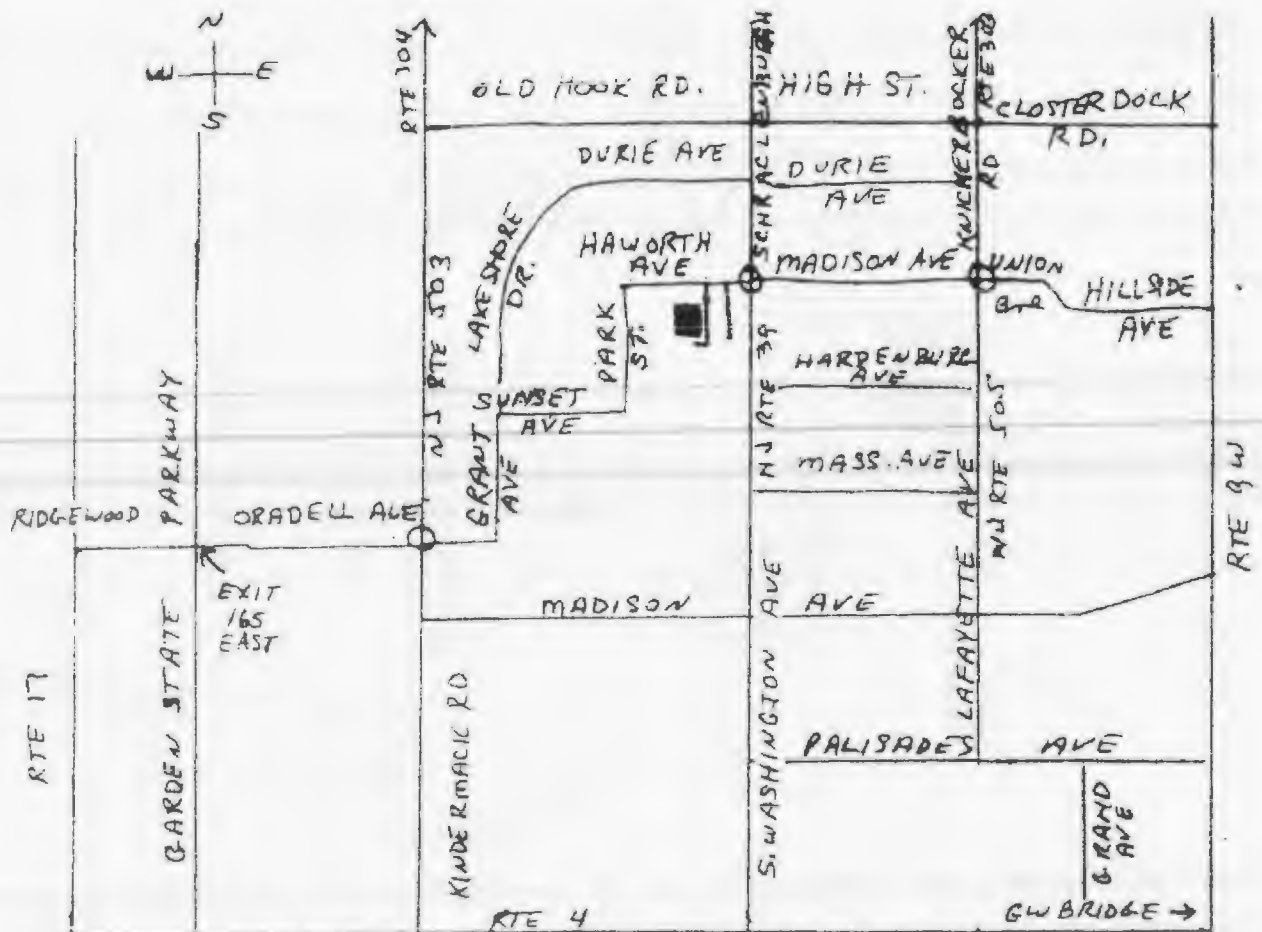 N
W E
S
RTE 304
OLD HOOK RD.
HIGH ST.
KNICKERBOCKER
RD
RTE
CLOSTER DOCK
RD.
DURIE AVE
DURIE
AVE
LAKESHORE
DR.
HAWORTH
AVE
MADISON AVE
UNION
HILLSIDE
AVE
PARK
ST.
NJ RTE 503
NJ RTE 39
HARDENBURG
AVE
GRANT
AVE
SUNSET
AVE
MASS. AVE
NJ RTE 505
RTE 9W
RIDGEWOOD
PARKWAY
ORADELL AVE
EXIT
165
EAST
MADISON
AVE
GARDEN STATE
RTE 17
KINDERMACK RD
S. WASHINGTON AVE
LAFAYETTE AVE
PALISADES AVE
GRAND
AVE
RTE 4
GW BRIDGE →